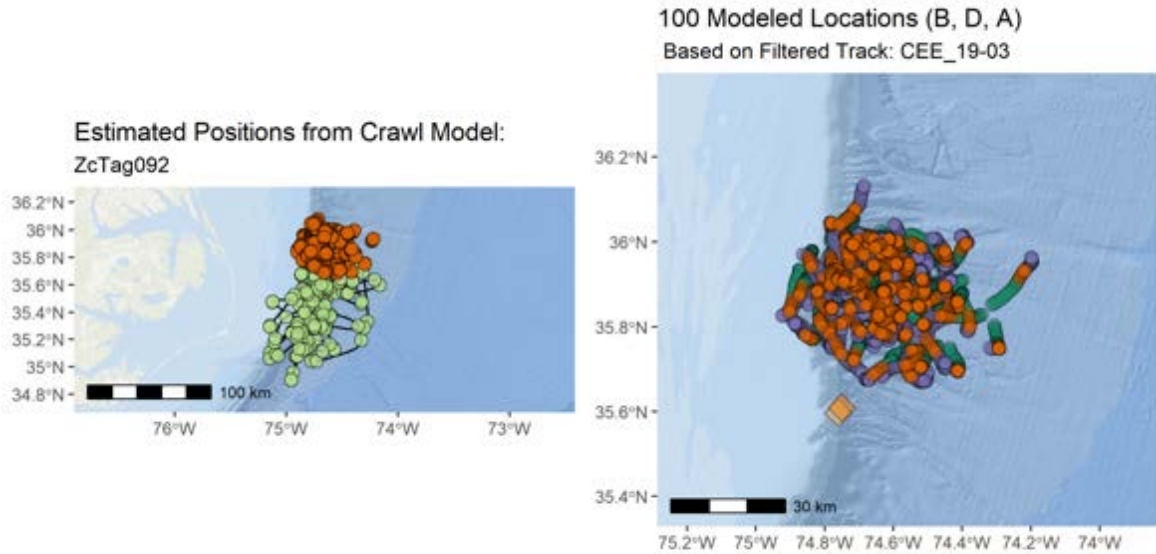 100 Modeled Locations (B, D, A)
Based on Filtered Track: CEE_19-03
Estimated Positions from Crawl Model:
ZcTag092
36.2°N
36°N
35.8°N
35.6°N
35.4°N
35.2°N
35°N
34.8°N
100 km
76°W 75°W 74°W 73°W
36.2°N
36°N
35.8°N
35.6°N
35.4°N
30 km
75.2°W 75°W 74.8°W 74.6°W 74.4°W 74.2°W 74°W